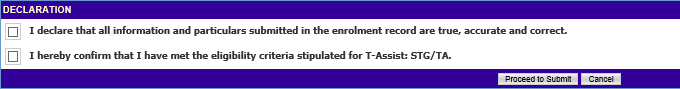 DECLARATION
I declare that all information and particulars submitted in the enrolment record are true, accurate and correct.
I hereby confirm that I have met the eligibility criteria stipulated for T-Assist: STG/TA.
Proceed to Submit Cancel